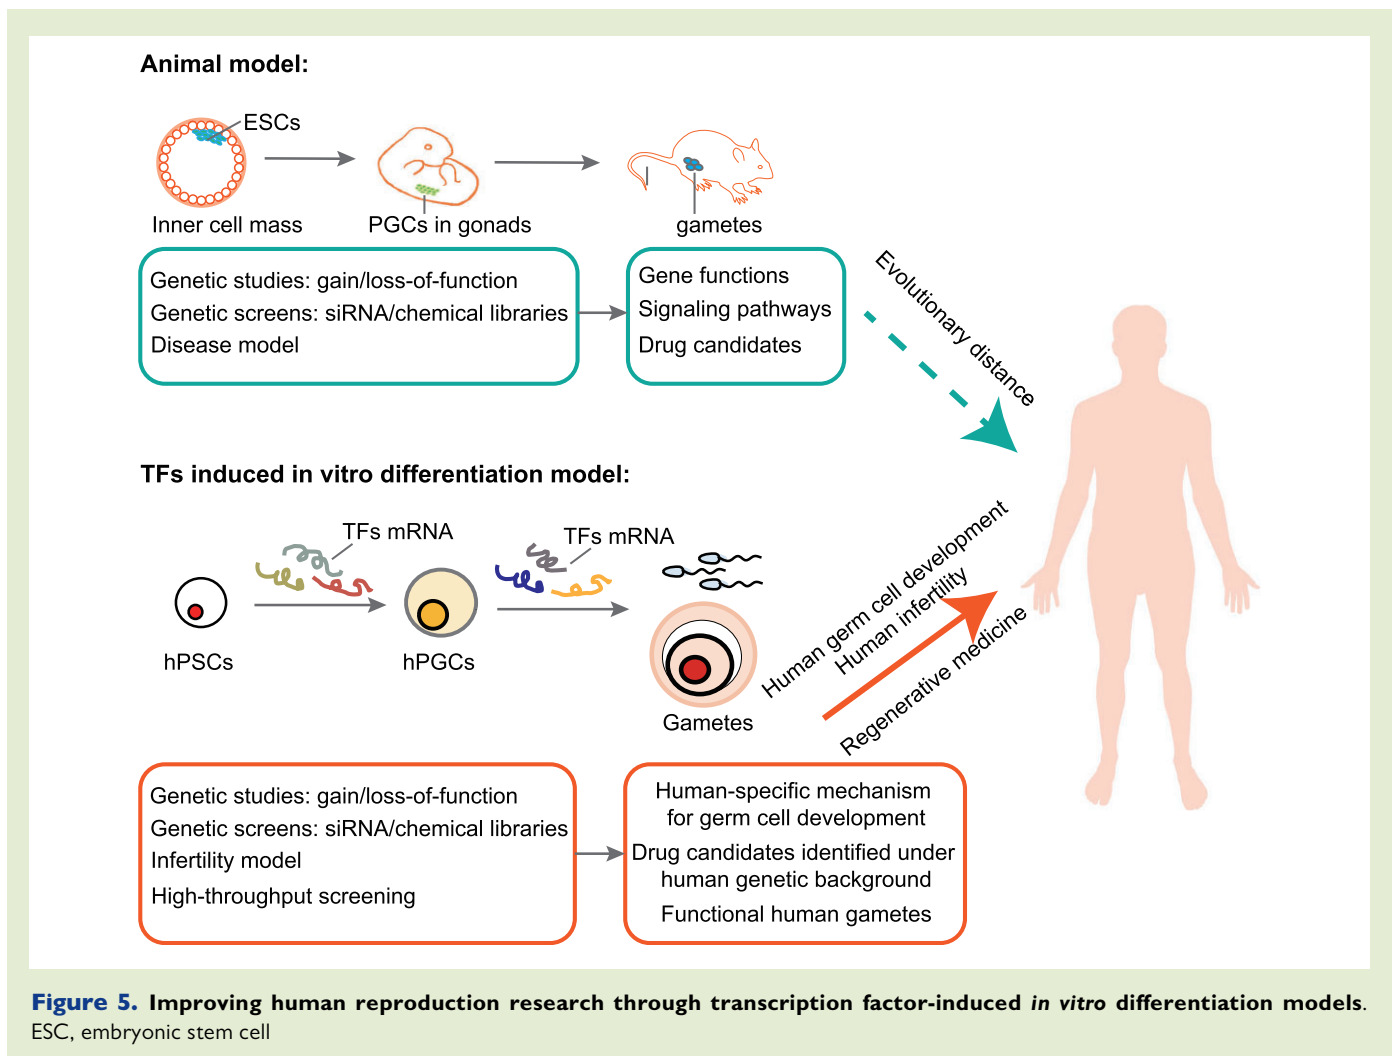 Animal model:
ESCs
Inner cell mass
PGCs in gonads
gametes
Genetic studies: gain/loss-of-function
Genetic screens: siRNA/chemical libraries
Disease model
Gene functions
Signaling pathways
Drug candidates
Evolutionary distance
TFs induced in vitro differentiation model:
TFs mRNA
TFs mRNA
hPSCs
hPGCs
Gametes
Human germ cell development
Human infertility
Regenerative medicine
Genetic studies: gain/loss-of-function
Genetic screens: siRNA/chemical libraries
Infertility model
High-throughput screening
Human-specific mechanism
for germ cell development
Drug candidates identified under
human genetic background
Functional human gametes
Figure 5. Improving human reproduction research through transcription factor-induced in vitro differentiation models.
ESC, embryonic stem cell